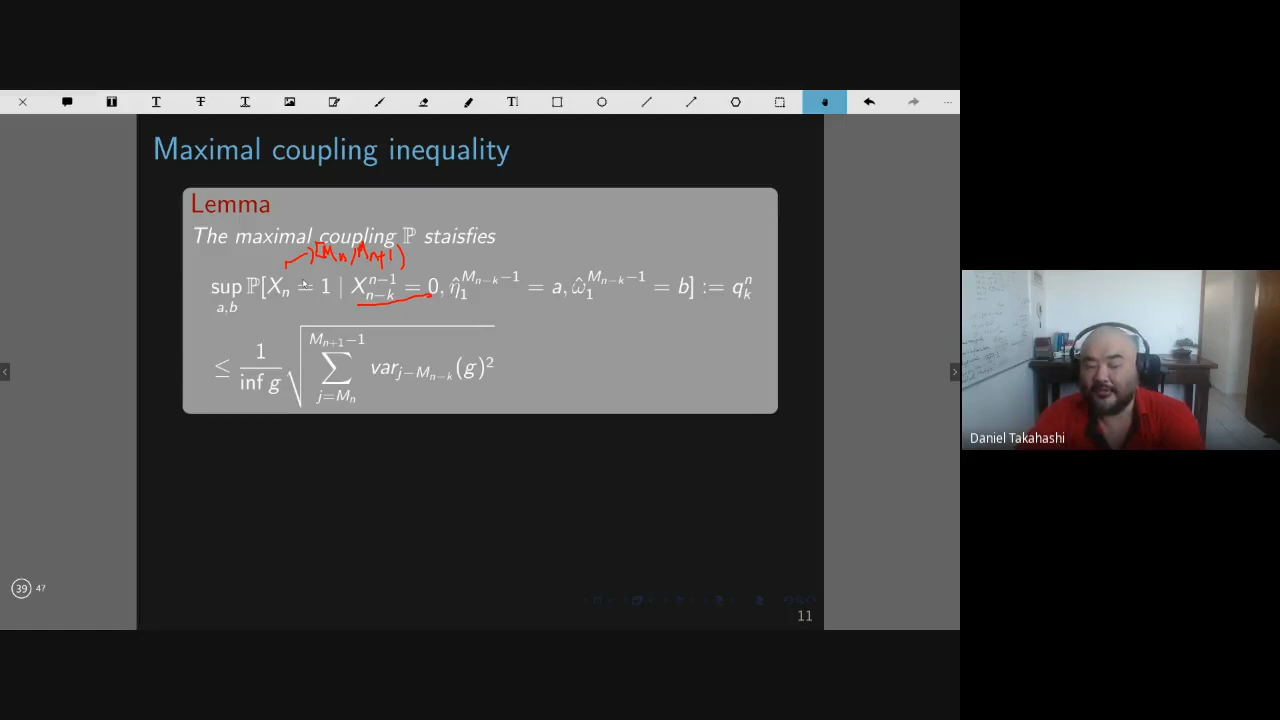 Maximal coupling inequality
Lemma
The maximal coupling ℙ staisfies
[M_n, M_{n+1})
sup_{a,b} ℙ[X_n = 1 | X_{n-k}^{n-1} = 0, η̂_1^{M_{n-k}-1} = a, ω̂_1^{M_{n-k}-1} = b] := q_k^n
≤ \frac{1}{inf g} \sqrt{∑_{j=M_n}^{M_{n+1}-1} var_{j-M_{n-k}}(g)^2}
Daniel Takahashi
39 47
11